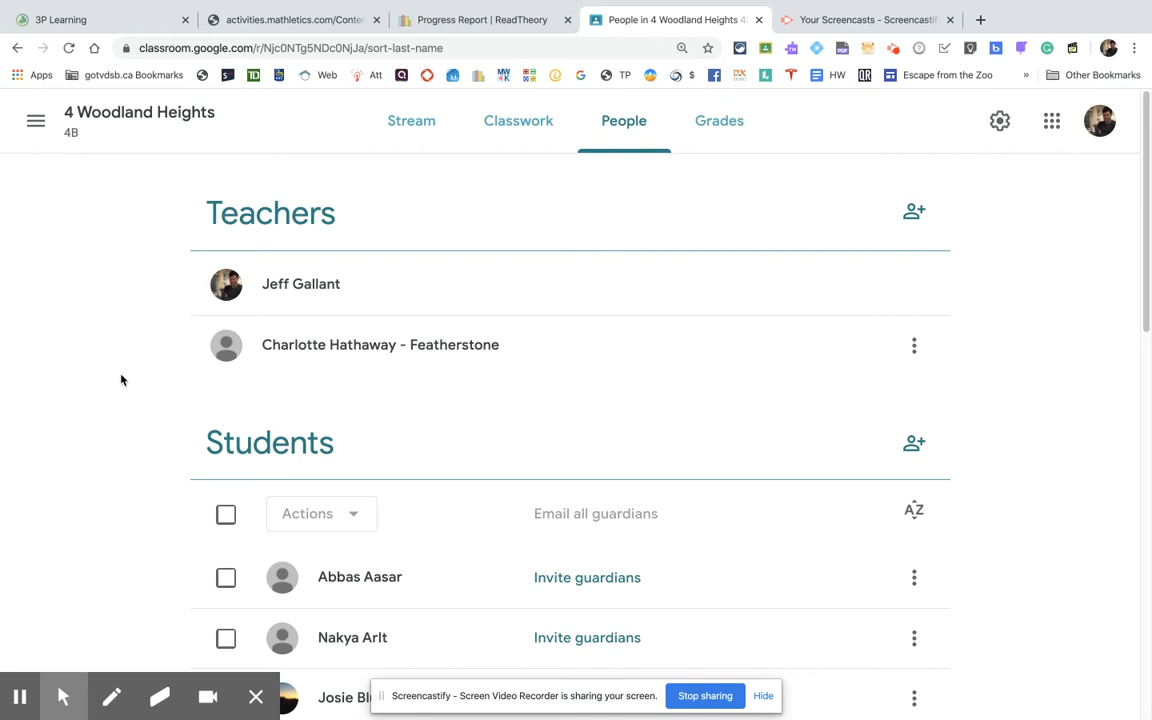 3P Learning
activities.mathletics.com/Conter
Progress Report | ReadTheory
People in 4 Woodland Heights 4
Your Screencasts - Screencastif
classroom.google.com/r/Njc0NTg5NDc0NjJa/sort-last-name
Apps
gotvdsb.ca Bookmarks
Web
Att
TP
$
HW
Escape from the Zoo
»
Other Bookmarks
4 Woodland Heights
4B
Stream
Classwork
People
Grades
Teachers
Jeff Gallant
Charlotte Hathaway - Featherstone
Students
Actions
Email all guardians
AZ
Abbas Aasar
Invite guardians
Nakya Arlt
Invite guardians
Josie Bl
Screencastify - Screen Video Recorder is sharing your screen.
Stop sharing
Hide